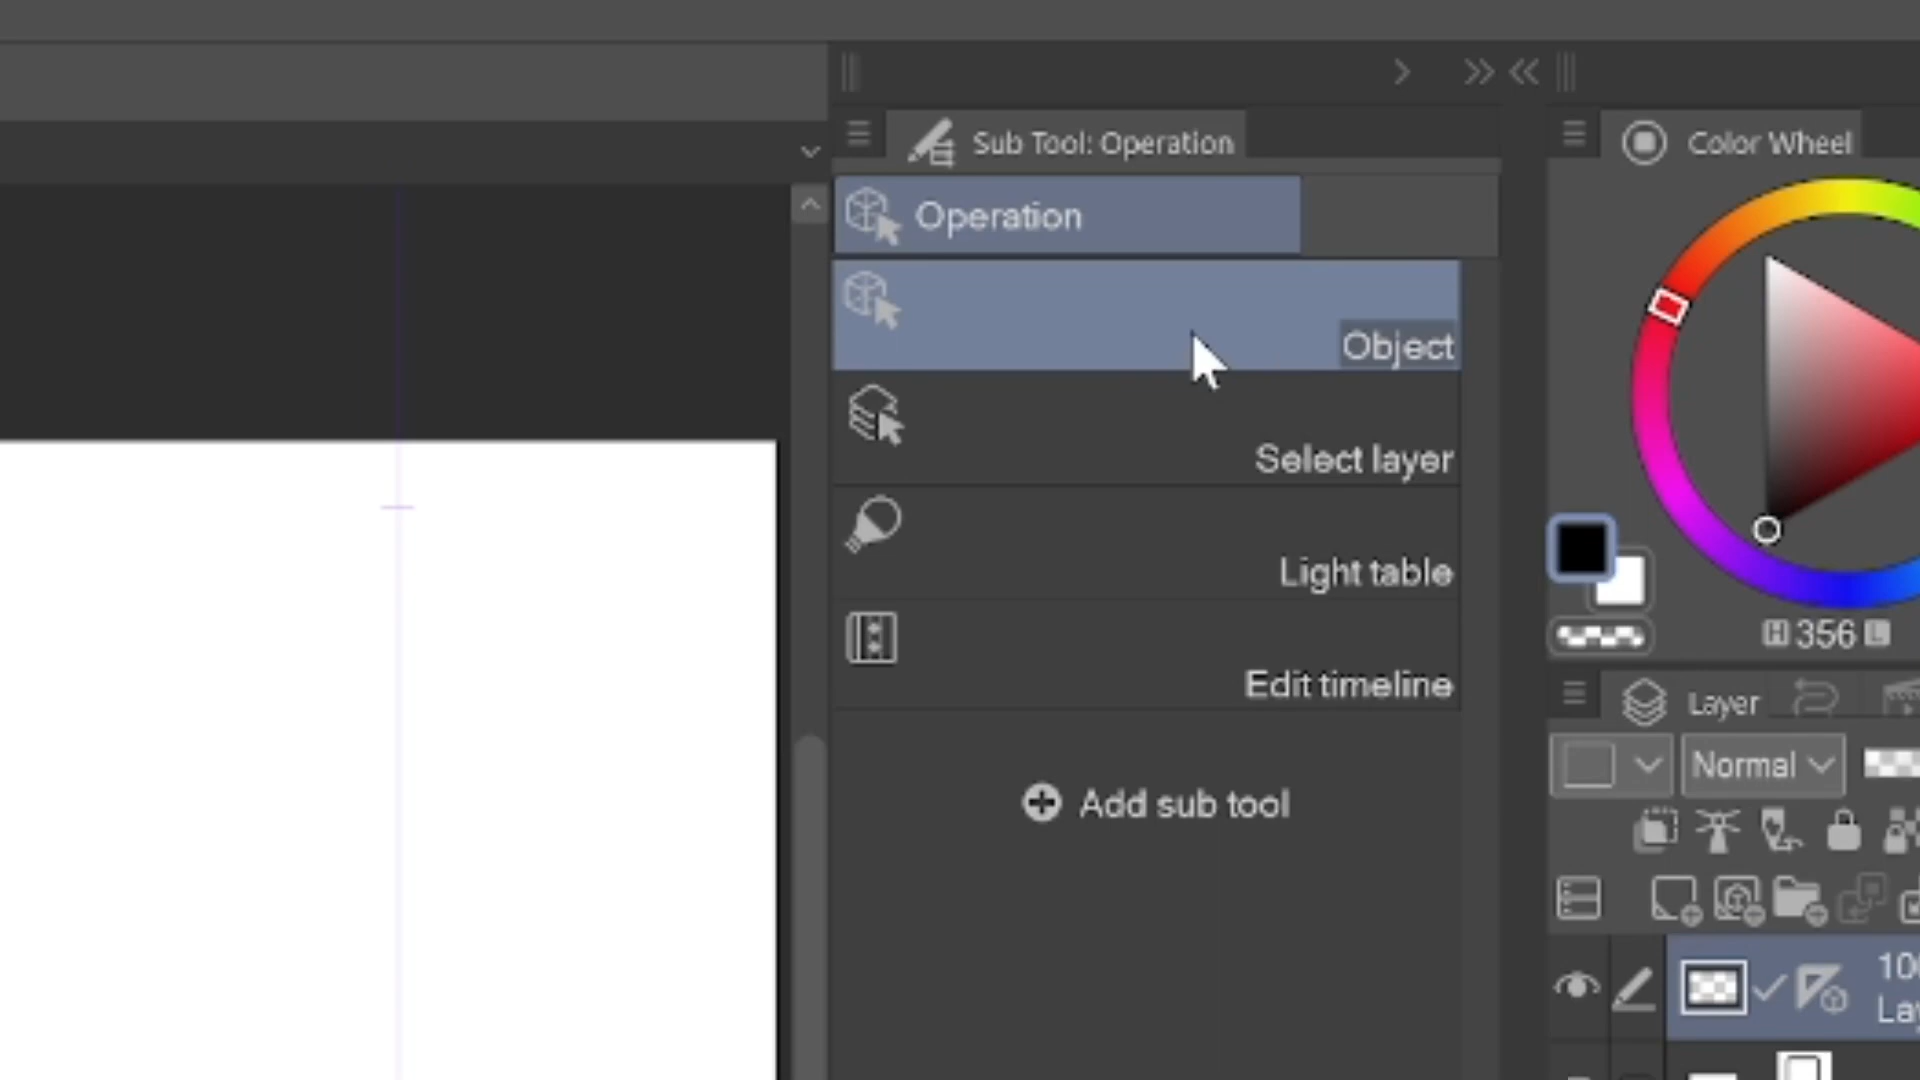 Sub Tool: Operation
Color Wheel
Operation
Object
Select layer
Light table
Edit timeline
Add sub tool
H 356 L
Layer
Normal